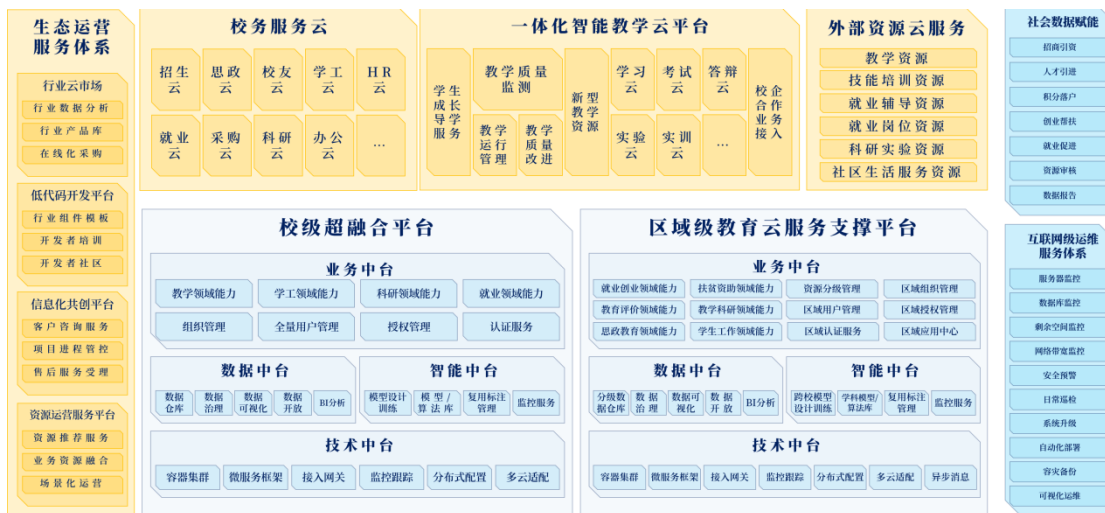 生态运营
服务体系
行业云市场
行业数据分析
行业产品库
在线化采购
低代码开发平台
行业组件模板
开发者培训
开发者社区
信息化共创平台
客户咨询服务
项目进程管控
售后服务受理
资源运营服务平台
资源推荐服务
业务资源融合
场景化运营
校务服务云
招生
云
思政
云
校友
云
学工
云
HR
云
就业
云
采购
云
科研
云
办公
云
...
一体化智能教学云平台
学生
成长
导学
服务
教学质量
监测
教学
运行
管理
教学
质量
改进
新型
教学
资源
学习
云
考试
云
答辩
云
实验
云
实训
云
...
校企
合作
业务
接入
外部资源云服务
教学资源
技能培训资源
就业辅导资源
就业岗位资源
科研实验资源
社区生活服务资源
校级超融合平台
业务中台
教学领域能力
学工领域能力
科研领域能力
就业领域能力
组织管理
全量用户管理
授权管理
认证服务
数据中台
数据
仓库
数据
治理
数据
可视化
数据
开放
BI分析
智能中台
模型设计
训练
模型/
算法库
复用标注
管理
监控服务
技术中台
容器集群
微服务框架
接入网关
监控跟踪
分布式配置
多云适配
区域级教育云服务支撑平台
业务中台
就业创业领域能力
扶贫资助领域能力
资源分级管理
区域组织管理
教育评价领域能力
教学科研领域能力
区域用户管理
区域授权管理
思政教育领域能力
学生工作领域能力
区域认证服务
区域应用中心
数据中台
分级数
据仓库
数据
治理
数据可
视化
数据
开放
BI分析
智能中台
跨校模型
设计训练
学科模型/
算法库
复用标注
管理
监控服务
技术中台
容器集群
微服务框架
接入网关
监控跟踪
分布式配置
多云适配
异步消息
社会数据赋能
招商引资
人才引进
积分落户
创业帮扶
就业促进
资源审核
数据报告
互联网级运维
服务体系
服务器监控
数据库监控
剩余空间监控
网络带宽监控
安全预警
日常巡检
系统升级
自动化部署
容灾备份
可视化运维